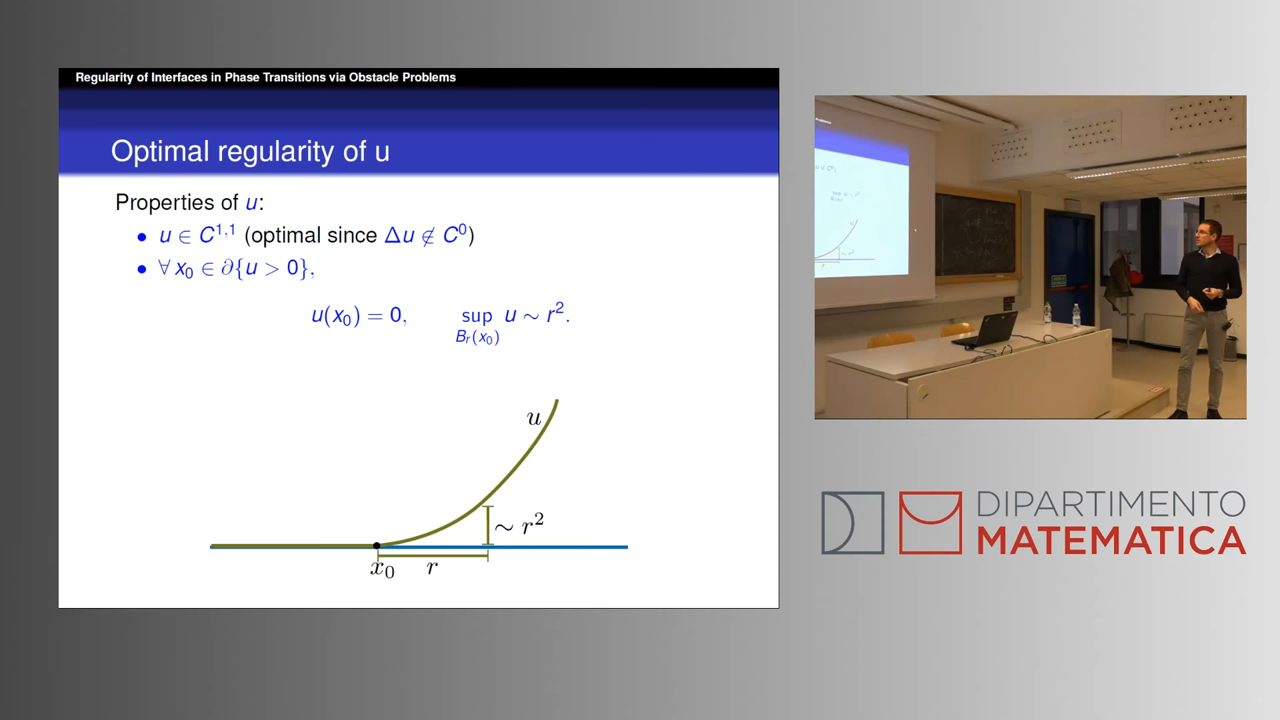 Regularity of Interfaces in Phase Transitions via Obstacle Problems
Optimal regularity of u
Properties of u:
• u ∈ C^{1,1} (optimal since Δu ∉ C^0)
• ∀ x_0 ∈ ∂{u > 0},
u(x_0) = 0, sup_{B_r(x_0)} u ∼ r^2.
u
∼ r^2
x_0 r
DIPARTIMENTO
MATEMATICA